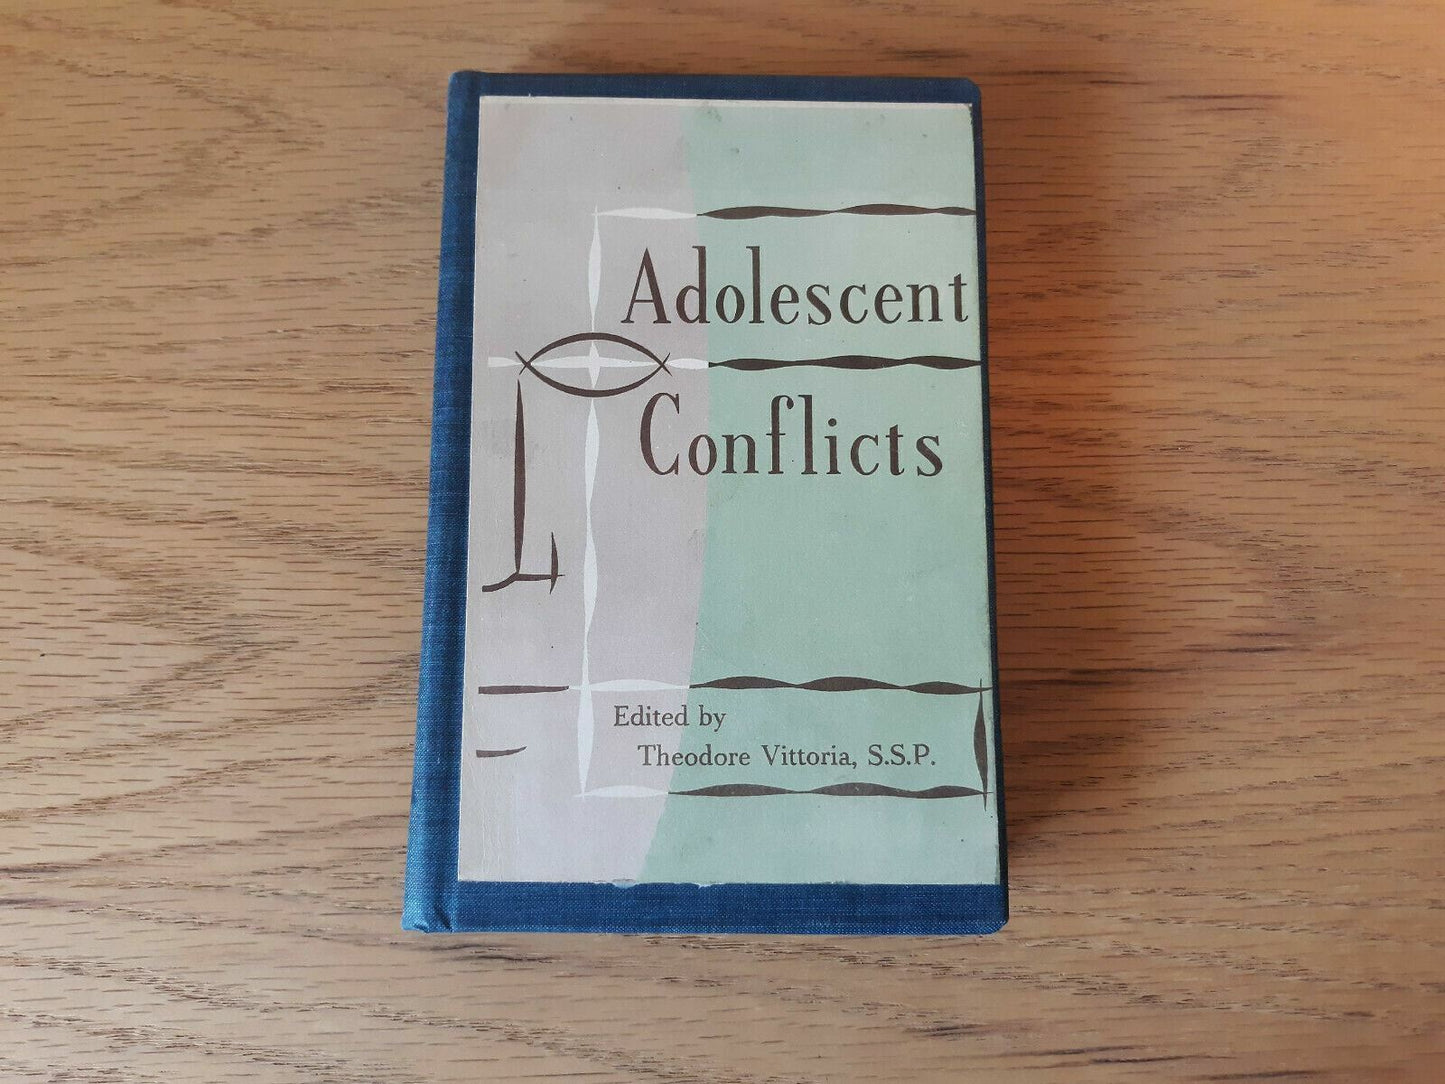 Adolescent
Conflicts
Edited by
Theodore Vittoria, S.S.P.